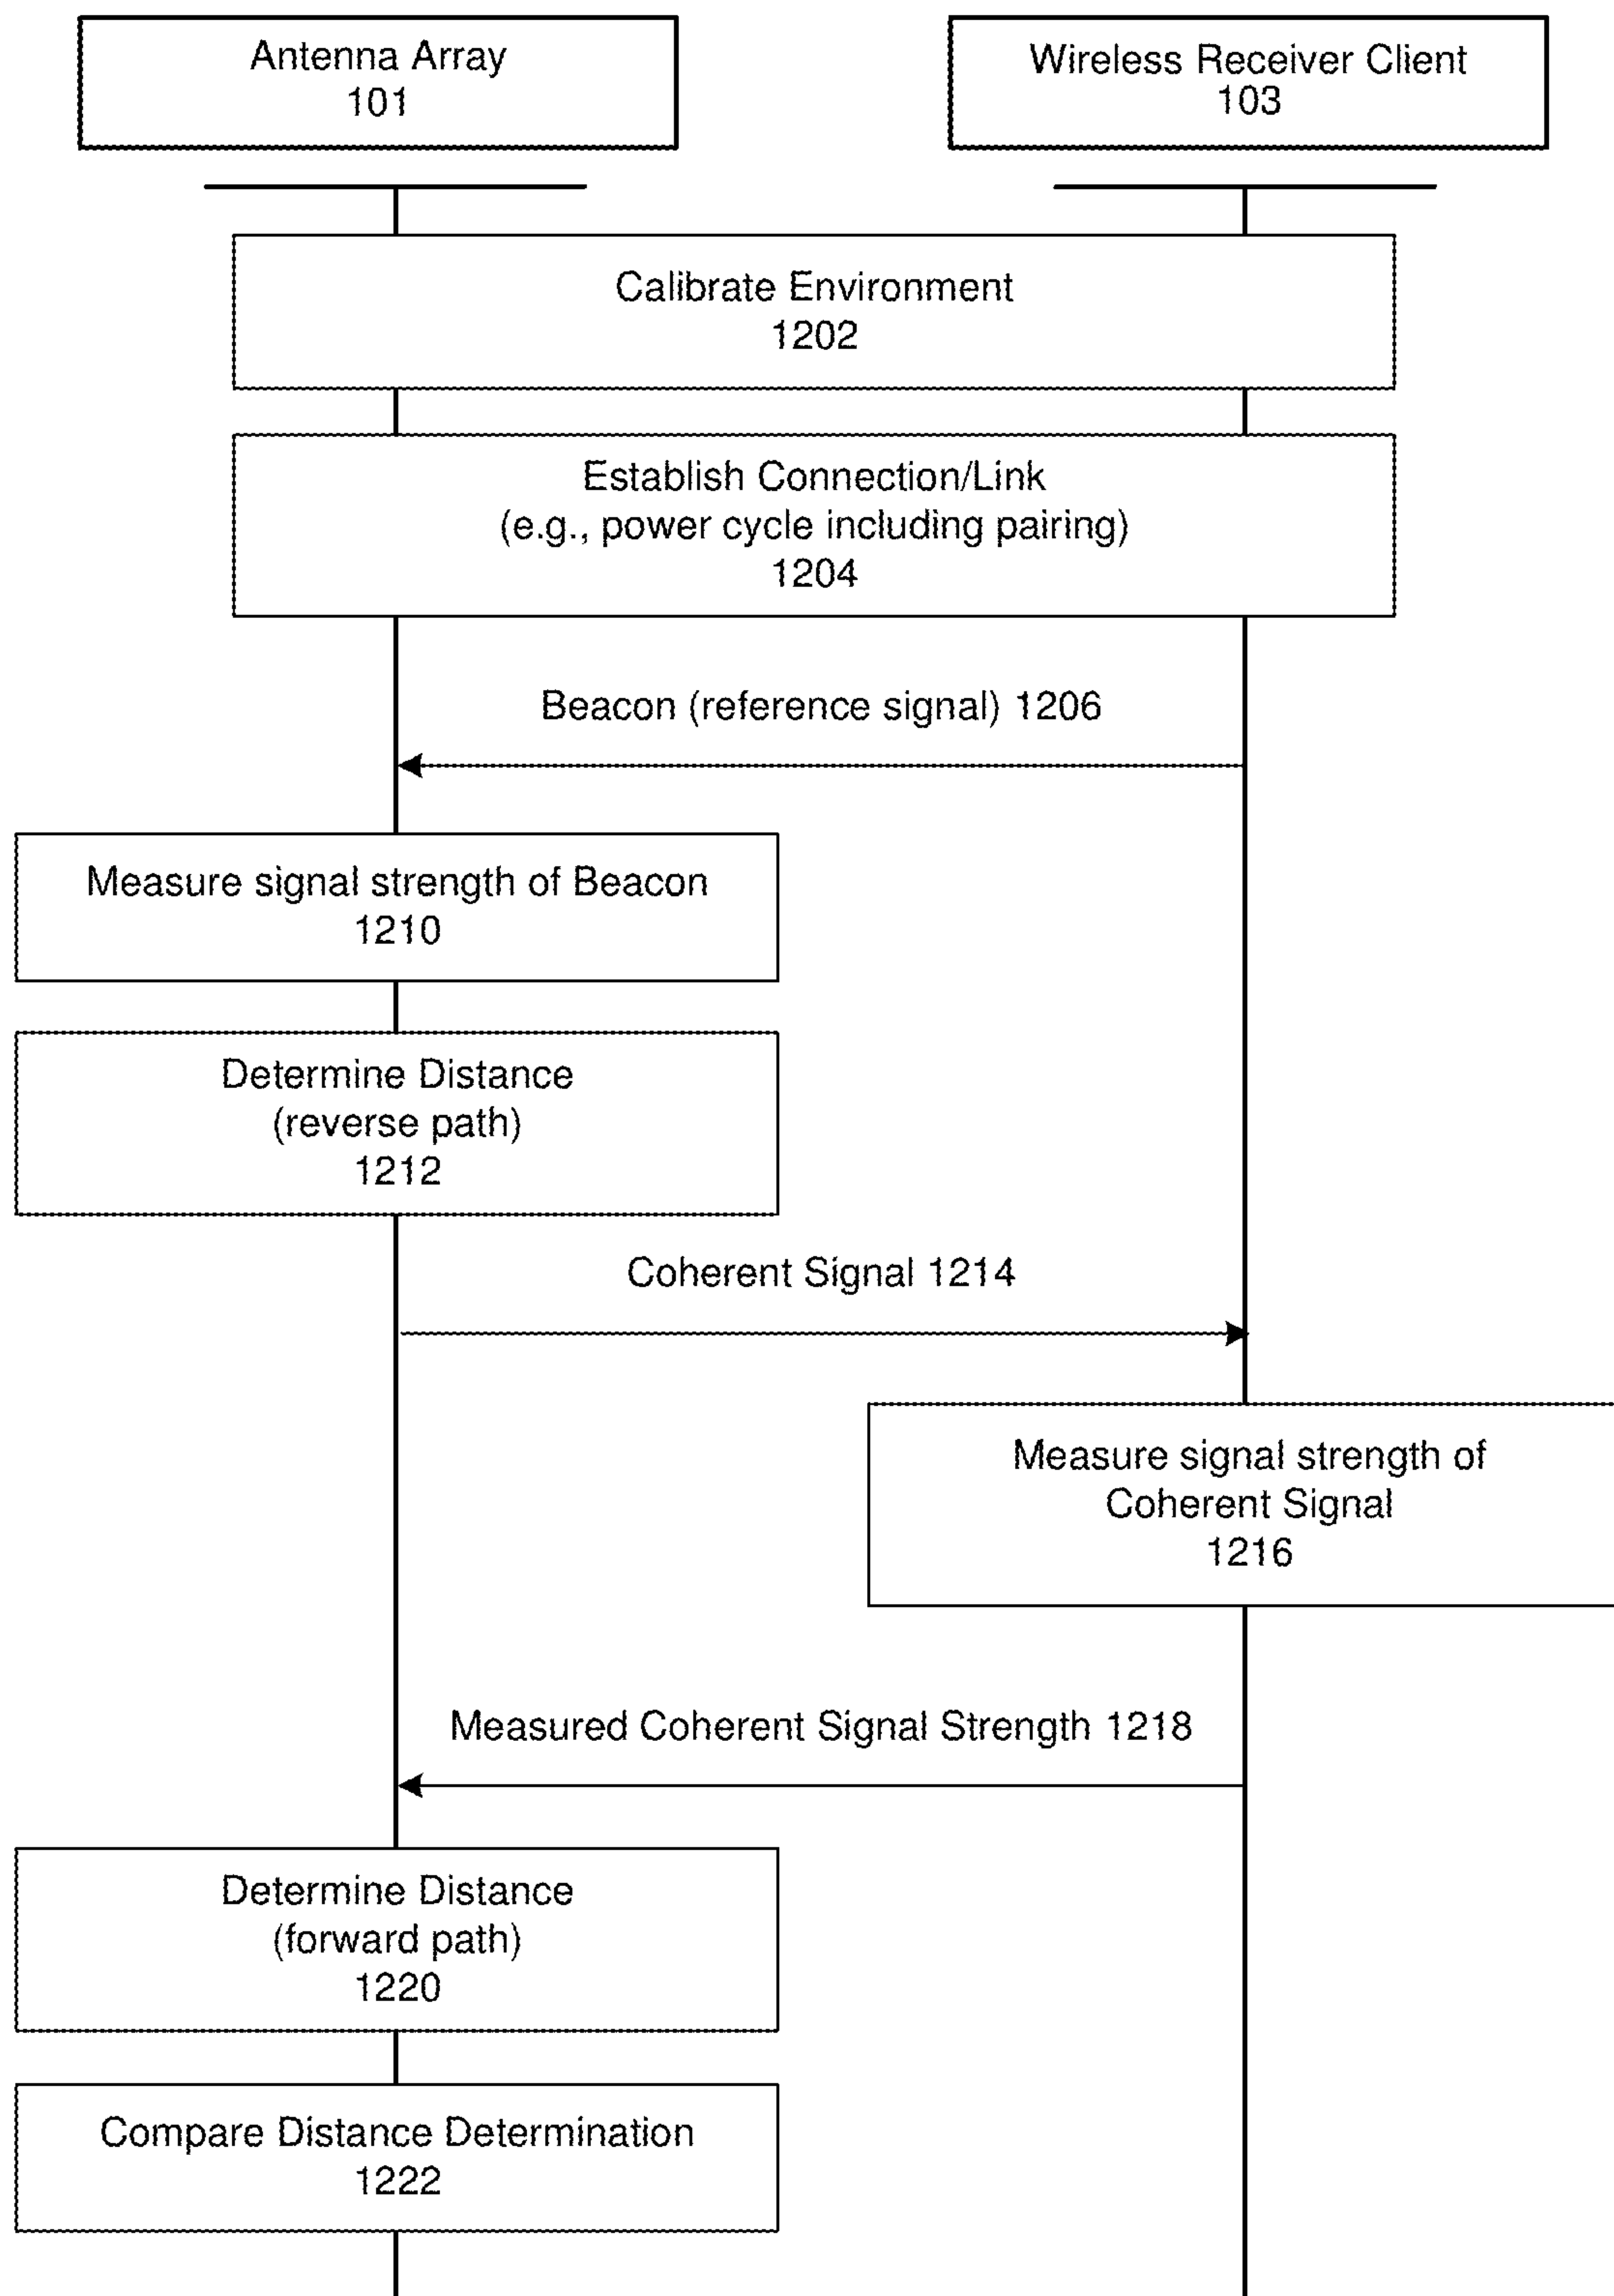 Antenna Array
101
Wireless Receiver Client
103
Calibrate Environment
1202
Establish Connection/Link
(e.g., power cycle including pairing)
1204
Beacon (reference signal) 1206
Measure signal strength of Beacon
1210
Determine Distance
(reverse path)
1212
Coherent Signal 1214
Measure signal strength of
Coherent Signal
1216
Measured Coherent Signal Strength 1218
Determine Distance
(forward path)
1220
Compare Distance Determination
1222